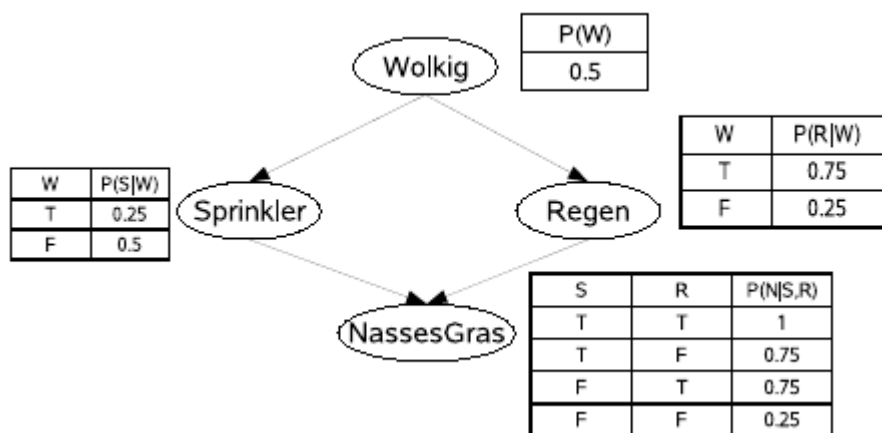 Wolkig
P(W)
0.5
W P(R|W)
T 0.75
F 0.25
W P(S|W)
T 0.25
F 0.5
Sprinkler
Regen
NassesGras
S R P(N|S,R)
T T 1
T F 0.75
F T 0.75
F F 0.25